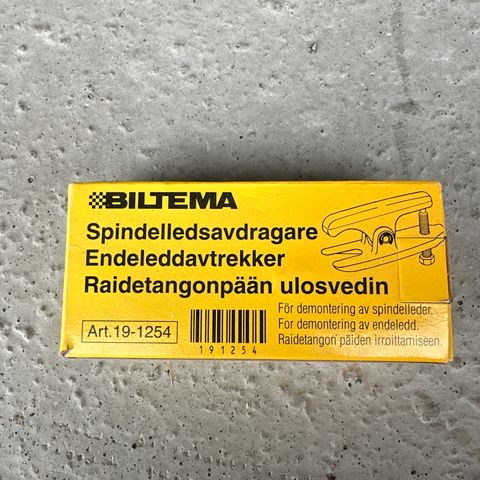 BILTEMA
Spindelledsavdragare
Endeleddavtrekker
Raidetangonpään ulosvedin
För demontering av spindelleder.
For demontering av endeledd.
Raidetangon päiden irroittamiseen.
Art.19-1254
191254